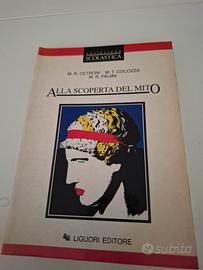 COLLEZIONE
SCOLASTICA
M. R. CETRONI M. T. COCOZZA
M. R. PALMA
ALLA SCOPERTA DEL MITO
LIGUORI EDITORE
subito